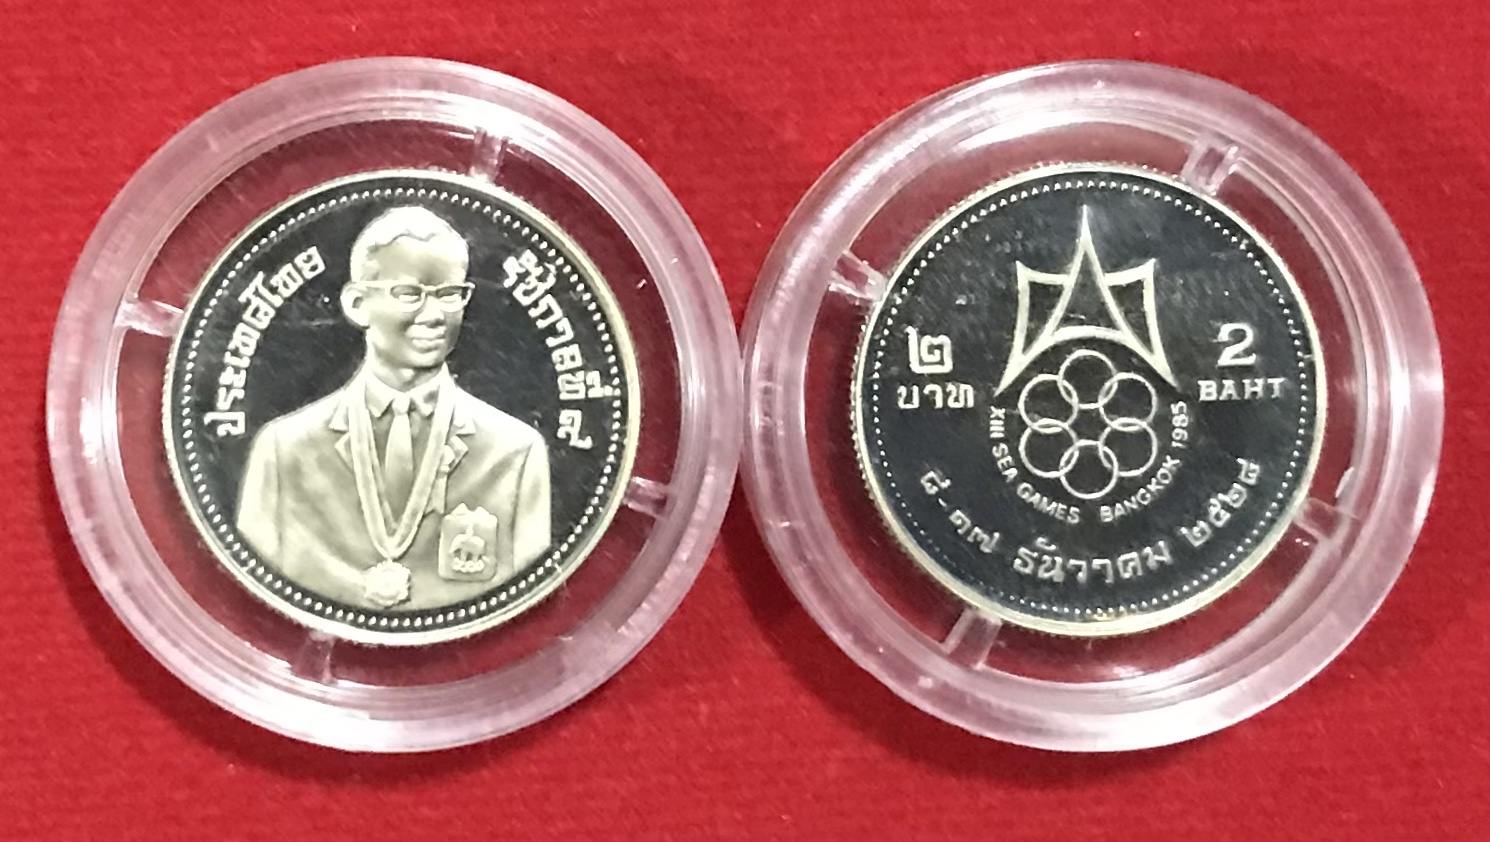 ประเทศไทย
รัชกาลที่ ๙
๒
บาท
2
BAHT
XIII SEA GAMES BANGKOK 1985
๘-๑๗ ธันวาคม ๒๕๒๘